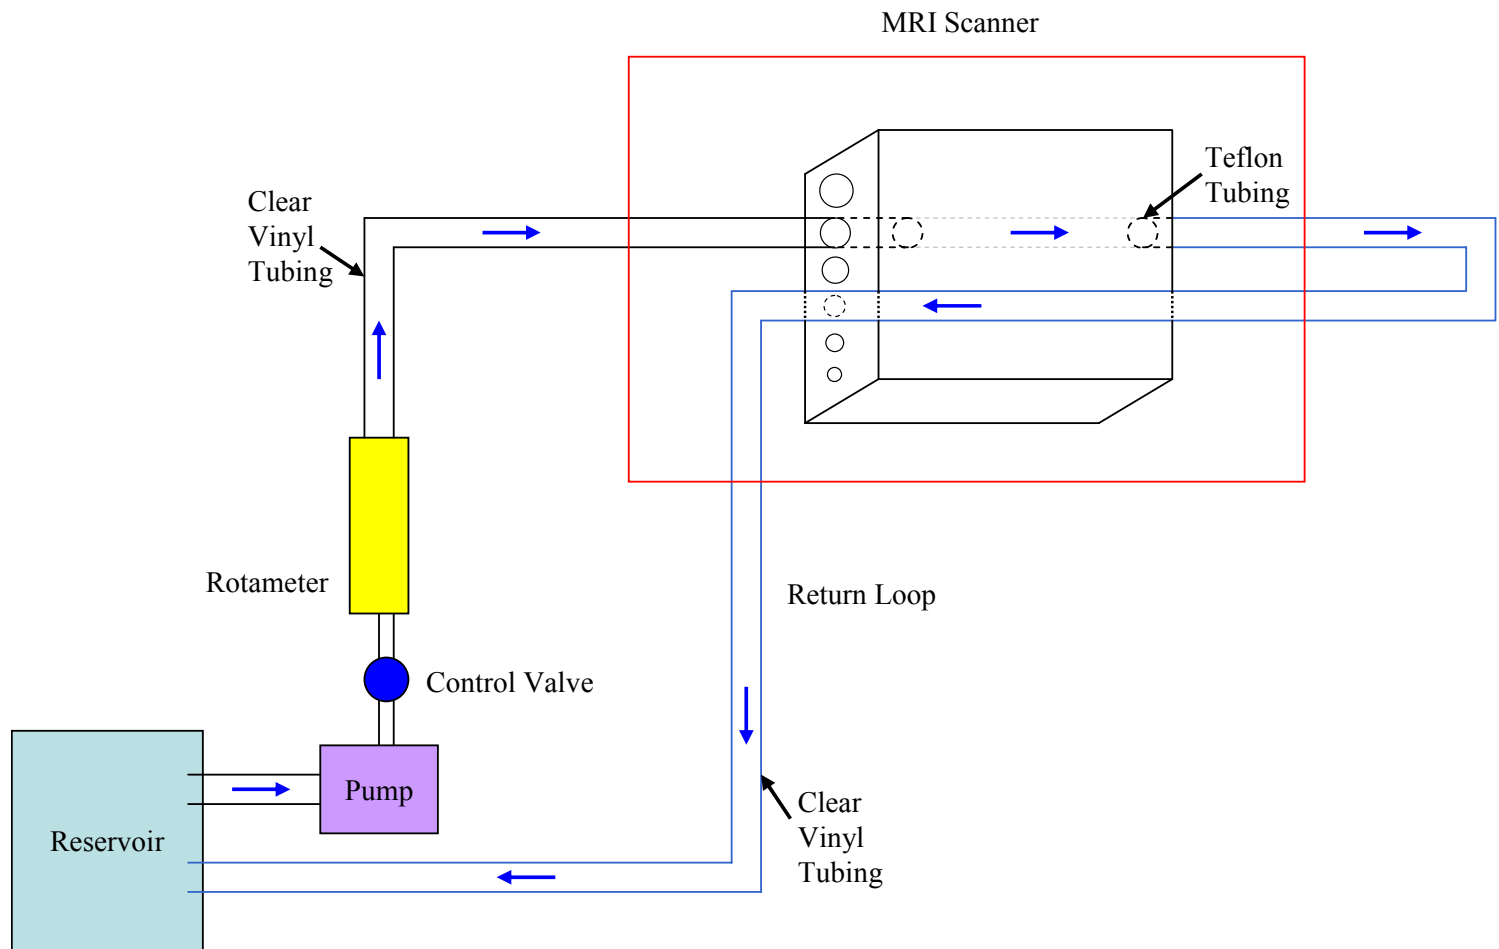 MRI Scanner
Teflon
Tubing
Clear
Vinyl
Tubing
Rotameter
Return Loop
Control Valve
Pump
Clear
Vinyl
Tubing
Reservoir